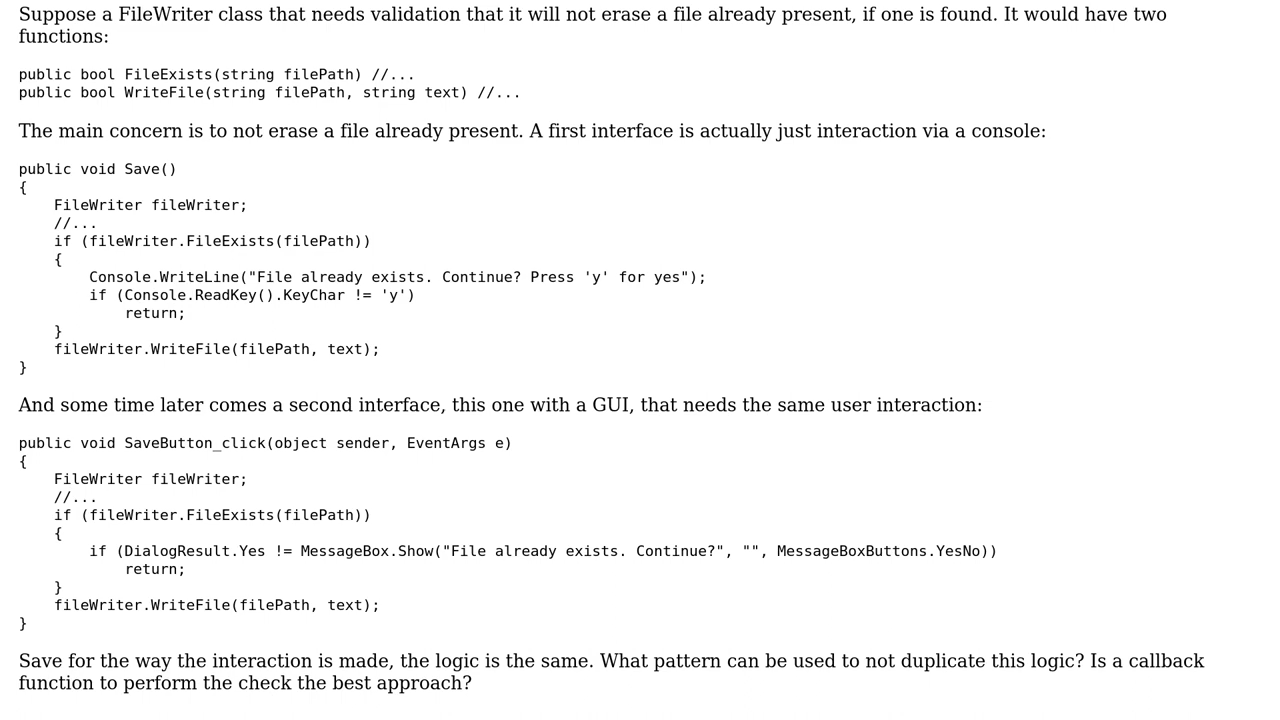 Suppose a FileWriter class that needs validation that it will not erase a file already present, if one is found. It would have two
functions:
public bool FileExists(string filePath) //...
public bool WriteFile(string filePath, string text) //...
The main concern is to not erase a file already present. A first interface is actually just interaction via a console:
public void Save()
{
    FileWriter fileWriter;
    //...
    if (fileWriter.FileExists(filePath))
    {
        Console.WriteLine("File already exists. Continue? Press 'y' for yes");
        if (Console.ReadKey().KeyChar != 'y')
            return;
    }
    fileWriter.WriteFile(filePath, text);
}
And some time later comes a second interface, this one with a GUI, that needs the same user interaction:
public void SaveButton_click(object sender, EventArgs e)
{
    FileWriter fileWriter;
    //...
    if (fileWriter.FileExists(filePath))
    {
        if (DialogResult.Yes != MessageBox.Show("File already exists. Continue?", "", MessageBoxButtons.YesNo))
            return;
    }
    fileWriter.WriteFile(filePath, text);
}
Save for the way the interaction is made, the logic is the same. What pattern can be used to not duplicate this logic? Is a callback
function to perform the check the best approach?